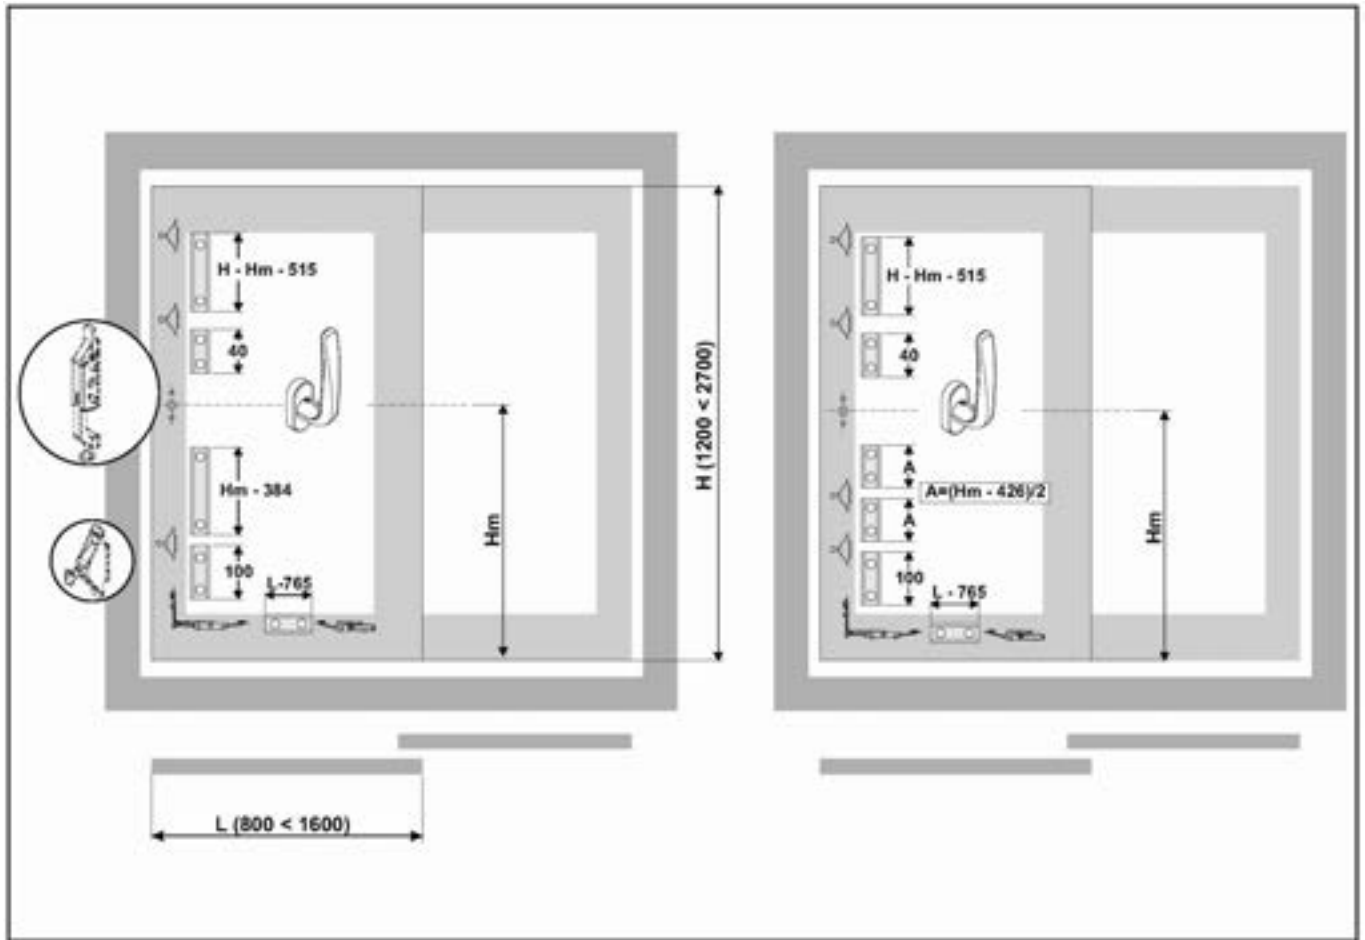 H - Hm - 515
40
Hm - 384
100
L-765
Hm
H (1200 < 2700)
L (800 < 1600)
H - Hm - 515
40
A
A=(Hm - 426)/2
A
100
L - 765
Hm